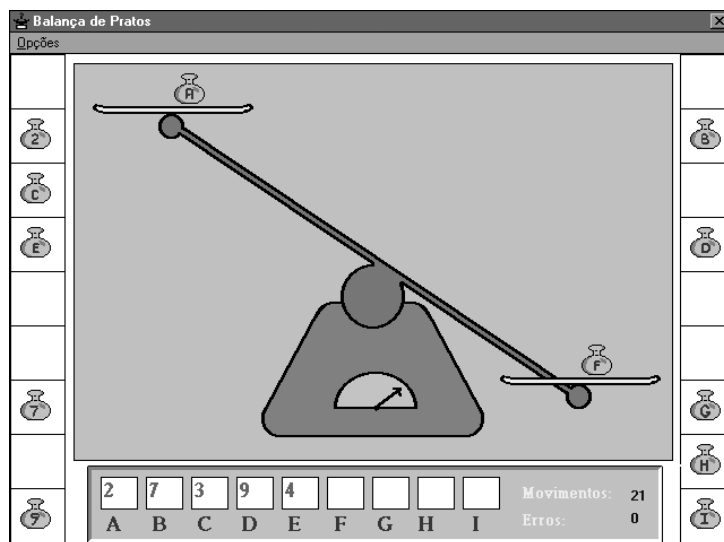 Balança de Pratos
Opções
A
2
B
C
E
D
F
7
G
H
9
I
2 7 3 9 4
A B C D E F G H I
Movimentos: 21
Erros: 0